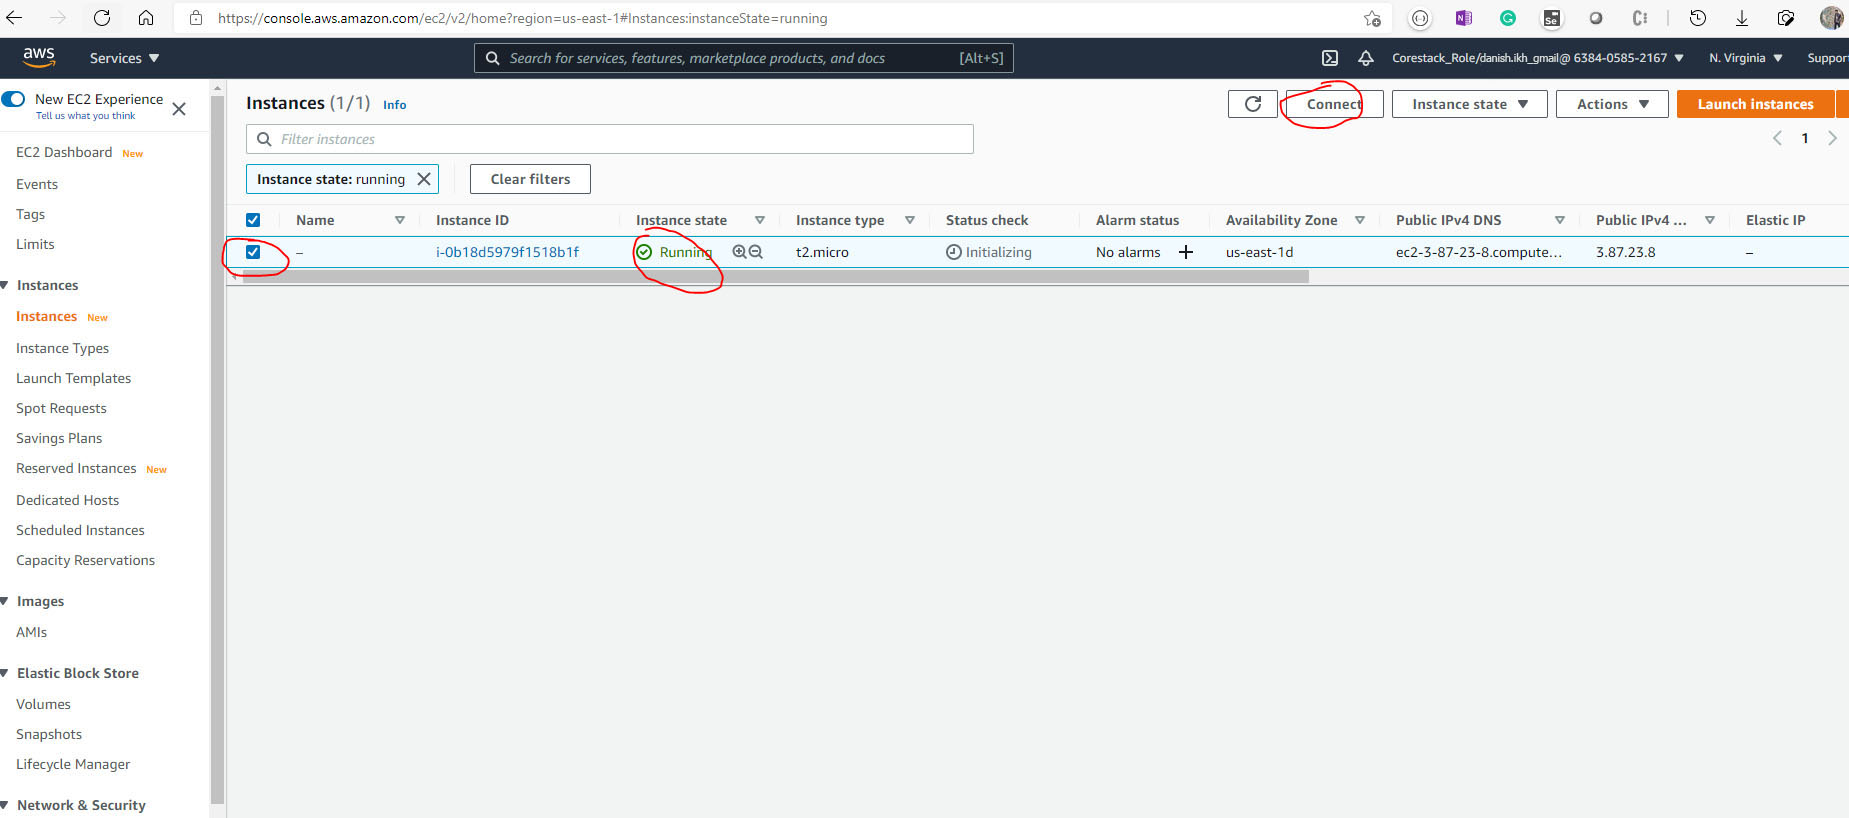 https://console.aws.amazon.com/ec2/v2/home?region=us-east-1#Instances:instanceState=running
aws Services Search for services, features, marketplace products, and docs [Alt+S] Corestack_Role/danish.ikh_gmail@ 6384-0585-2167 N. Virginia Suppor
New EC2 Experience
Tell us what you think
EC2 Dashboard New
Events
Tags
Limits
Instances
Instances New
Instance Types
Launch Templates
Spot Requests
Savings Plans
Reserved Instances New
Dedicated Hosts
Scheduled Instances
Capacity Reservations
Images
AMIs
Elastic Block Store
Volumes
Snapshots
Lifecycle Manager
Network & Security
Instances (1/1) Info Connect Instance state Actions Launch instances
Filter instances 1
Instance state: running Clear filters
Name Instance ID Instance state Instance type Status check Alarm status Availability Zone Public IPv4 DNS Public IPv4 ... Elastic IP
– i-0b18d5979f1518b1f Running t2.micro Initializing No alarms + us-east-1d ec2-3-87-23-8.compute... 3.87.23.8 –